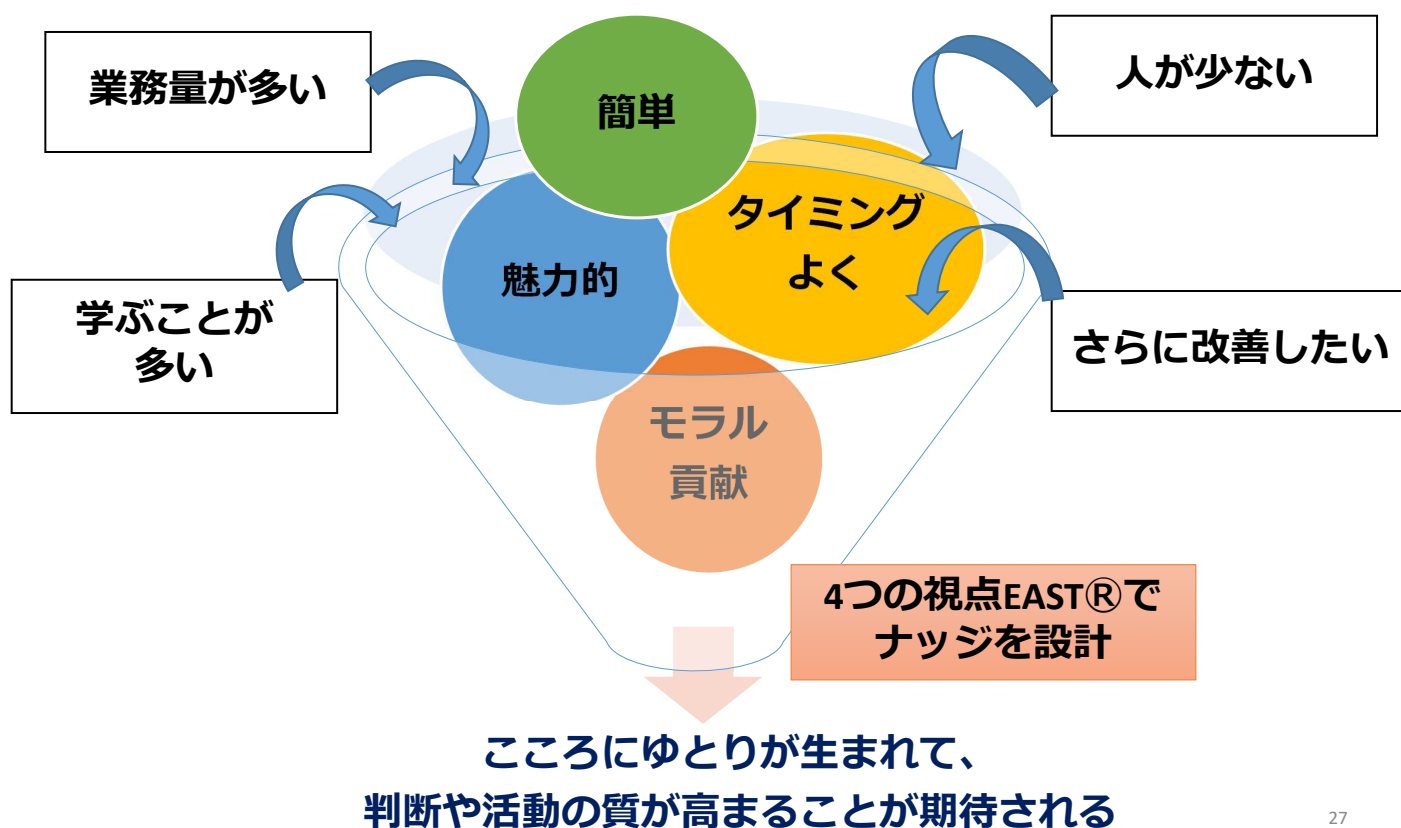 業務量が多い
簡単
人が少ない
タイミング
よく
魅力的
学ぶことが
多い
さらに改善したい
モラル
貢献
4つの視点EAST®で
ナッジを設計
こころにゆとりが生まれて、
判断や活動の質が高まることが期待される
27